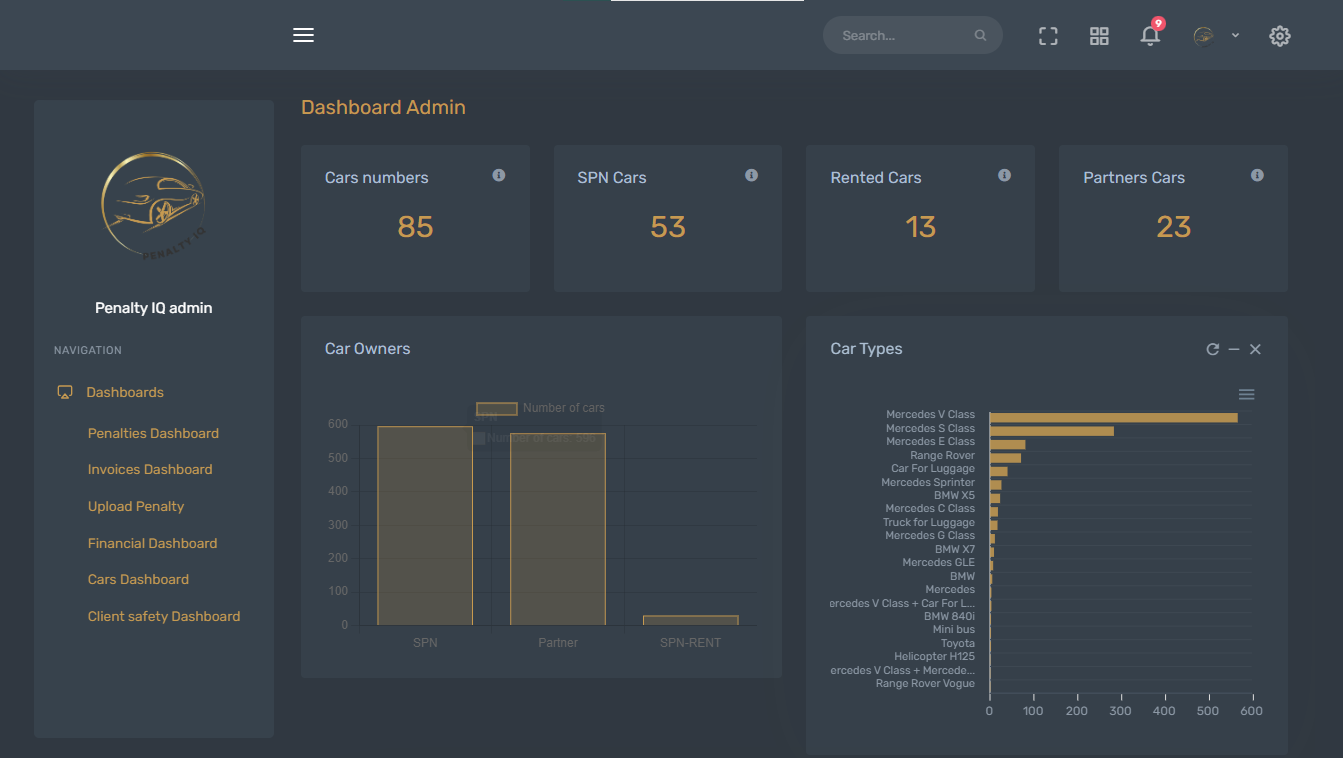 Search...
9
PENALTY IQ
Penalty IQ admin
NAVIGATION
Dashboards
Penalties Dashboard
Invoices Dashboard
Upload Penalty
Financial Dashboard
Cars Dashboard
Client safety Dashboard
Dashboard Admin
Cars numbers
85
SPN Cars
53
Rented Cars
13
Partners Cars
23
Car Owners
Number of cars
SPN
Number of cars: 596
600
500
400
300
200
100
0
SPN Partner SPN-RENT
Car Types
Mercedes V Class
Mercedes S Class
Mercedes E Class
Range Rover
Car For Luggage
Mercedes Sprinter
BMW X5
Mercedes C Class
Truck for Luggage
Mercedes G Class
BMW X7
Mercedes GLE
BMW
Mercedes
ercedes V Class + Car For L...
BMW 840i
Mini bus
Toyota
Helicopter H125
ercedes V Class + Mercede...
Range Rover Vogue
0 100 200 300 400 500 600